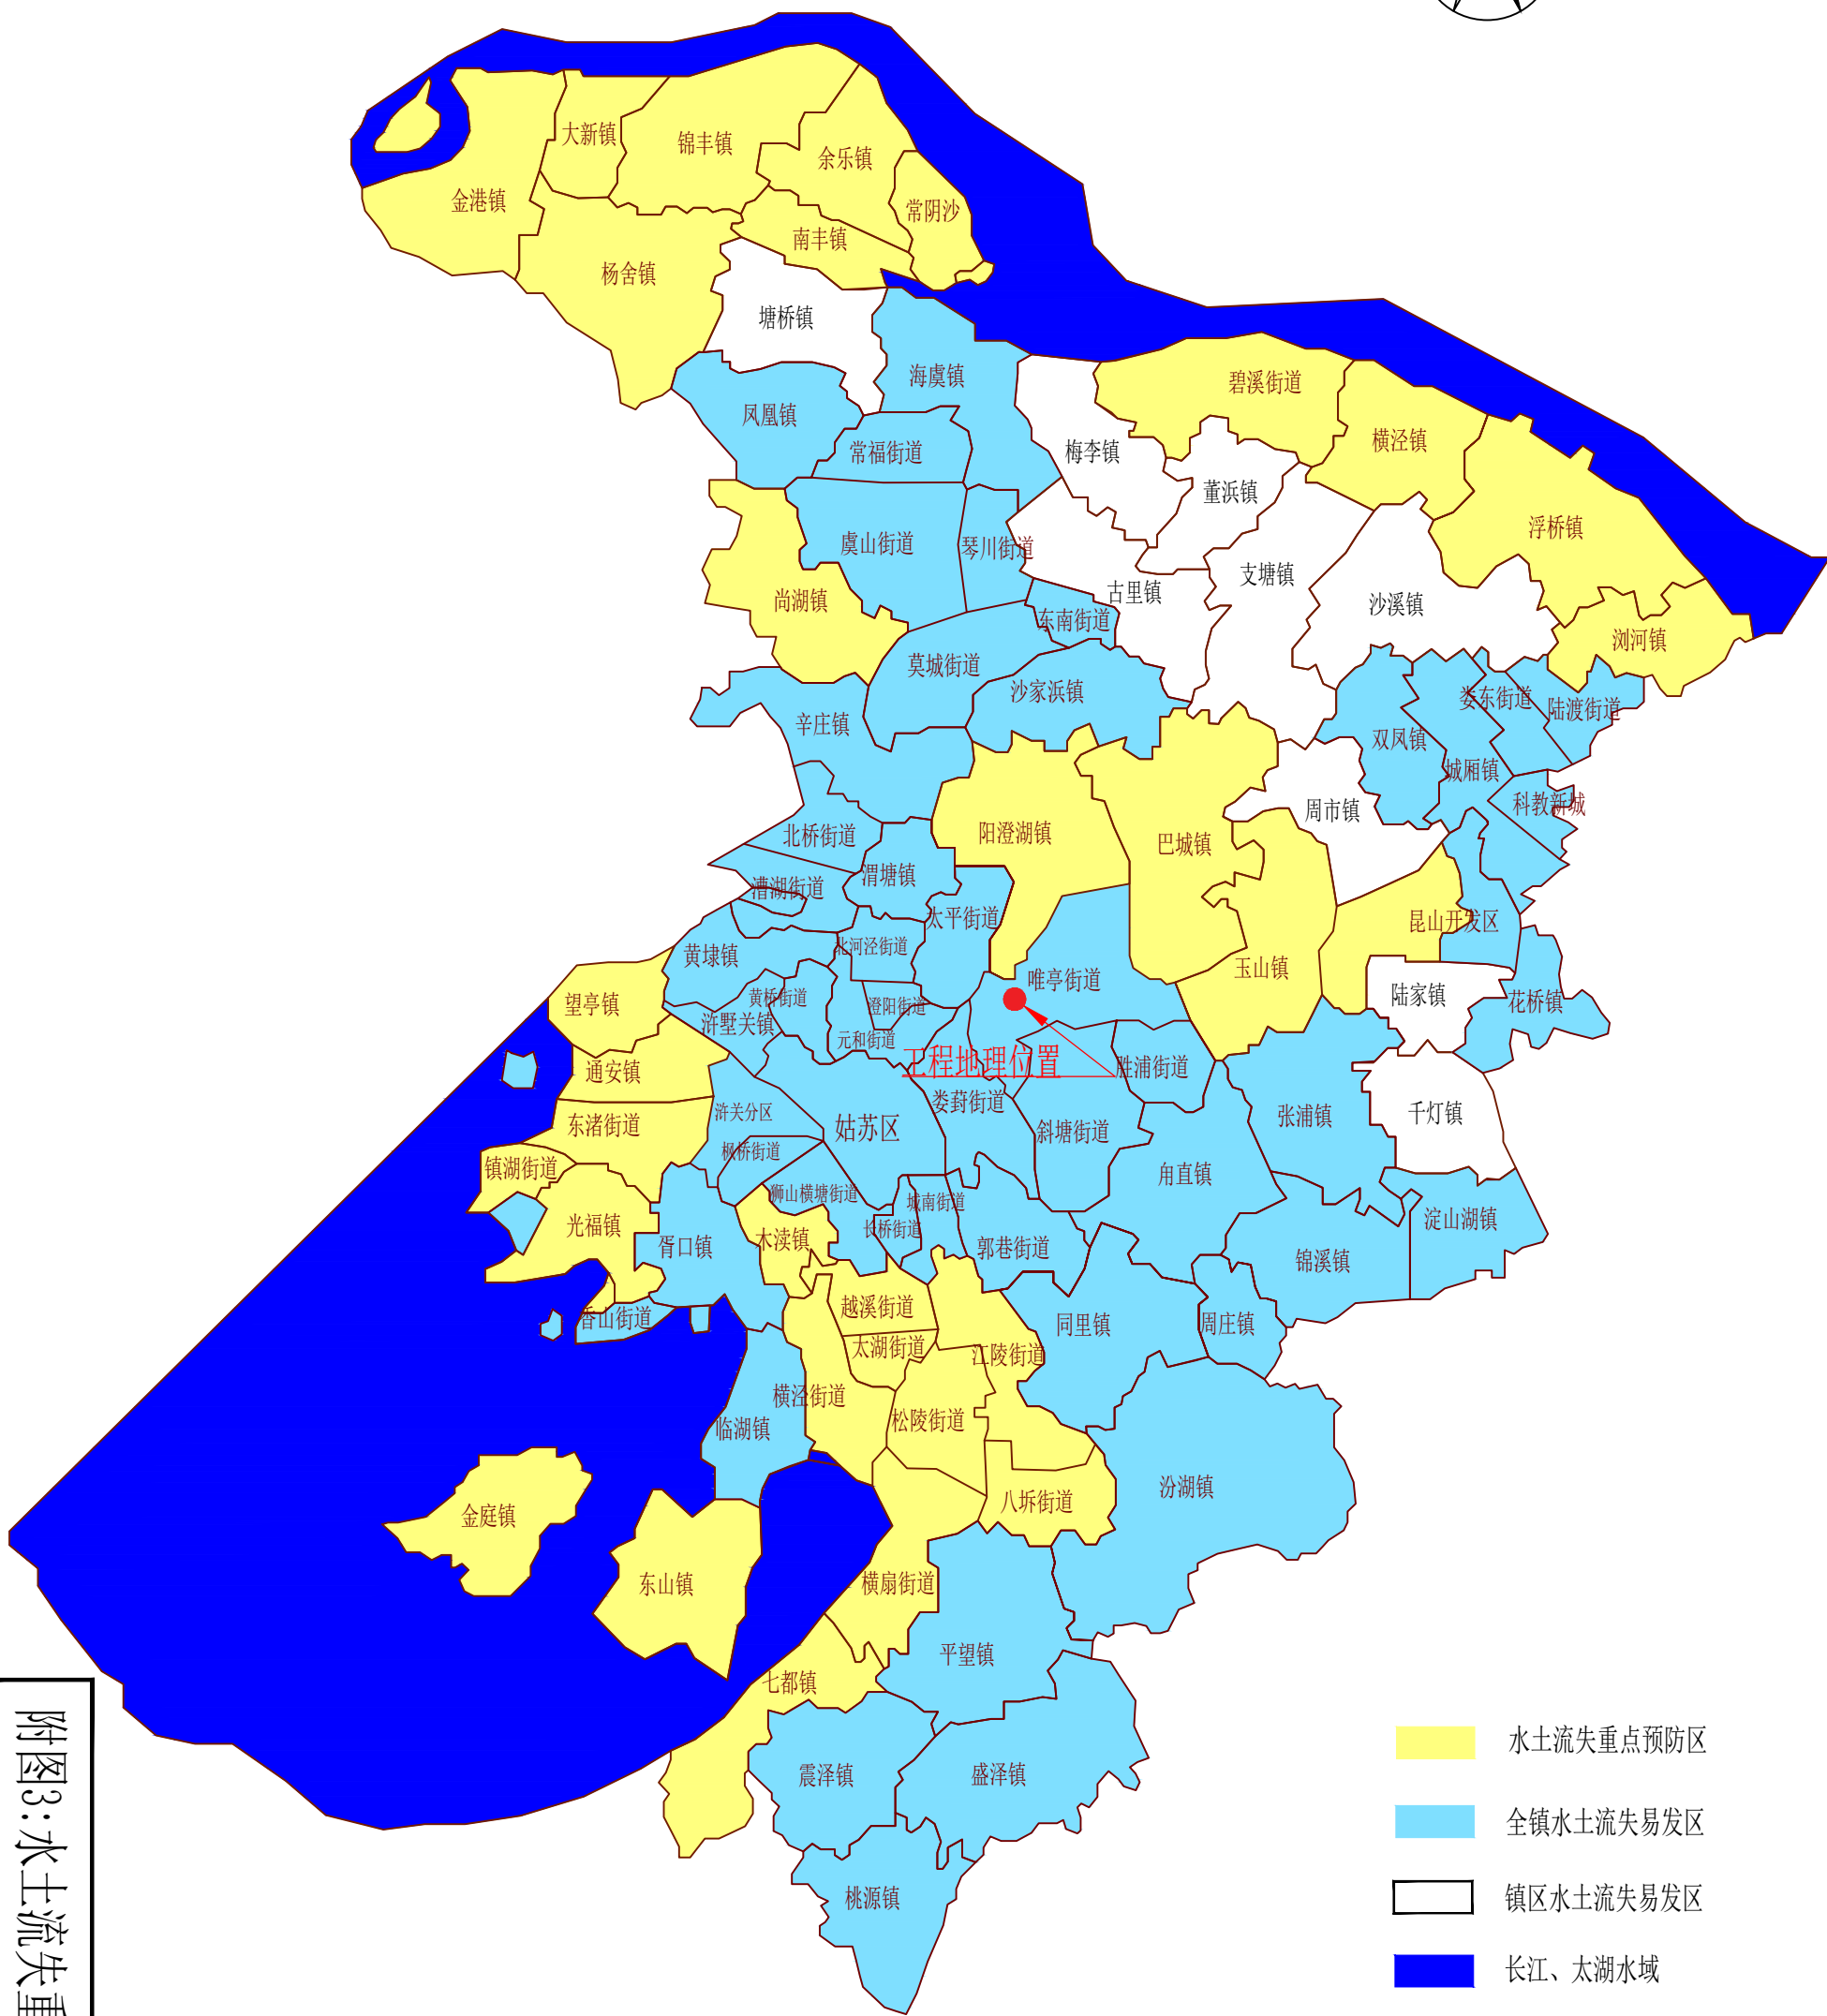 大新镇
锦丰镇
余乐镇
金港镇
常阴沙
南丰镇
杨舍镇
塘桥镇
海虞镇
碧溪街道
凤凰镇
常福街道
梅李镇
横泾镇
董浜镇
浮桥镇
虞山街道
琴川街道
支塘镇
尚湖镇
古里镇
沙溪镇
东南街道
浏河镇
莫城街道
沙家浜镇
娄东街道
陆渡街道
辛庄镇
双凤镇
城厢镇
科教新城
周市镇
北桥街道
阳澄湖镇
巴城镇
渭塘镇
漕湖街道
太平街道
昆山开发区
黄埭镇
北河泾街道
唯亭街道
玉山镇
望亭镇
黄桥街道
澄阳街道
陆家镇
花桥镇
浒墅关镇
元和街道
工程地理位置
胜浦街道
通安镇
娄葑街道
浒关分区
张浦镇
千灯镇
东渚街道
姑苏区
斜塘街道
枫桥街道
镇湖街道
甪直镇
狮山横塘街道
城南街道
光福镇
长桥街道
淀山湖镇
胥口镇
木渎镇
郭巷街道
锦溪镇
越溪街道
香山街道
同里镇
周庄镇
太湖街道
江陵街道
横泾街道
松陵街道
临湖镇
汾湖镇
八坼街道
金庭镇
东山镇
横扇街道
平望镇
七都镇
震泽镇
盛泽镇
桃源镇
附图3:水土流失重
水土流失重点预防区
全镇水土流失易发区
镇区水土流失易发区
长江、太湖水域